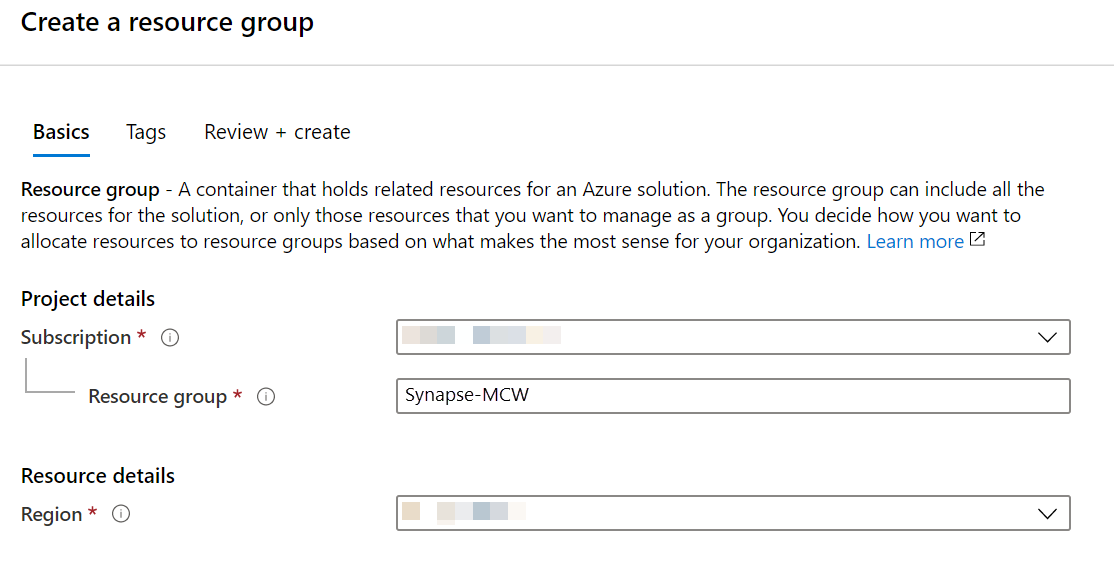 Create a resource group
Basics Tags Review + create
Resource group - A container that holds related resources for an Azure solution. The resource group can include all the
resources for the solution, or only those resources that you want to manage as a group. You decide how you want to
allocate resources to resource groups based on what makes the most sense for your organization. Learn more
Project details
Subscription *
Resource group * Synapse-MCW
Resource details
Region *